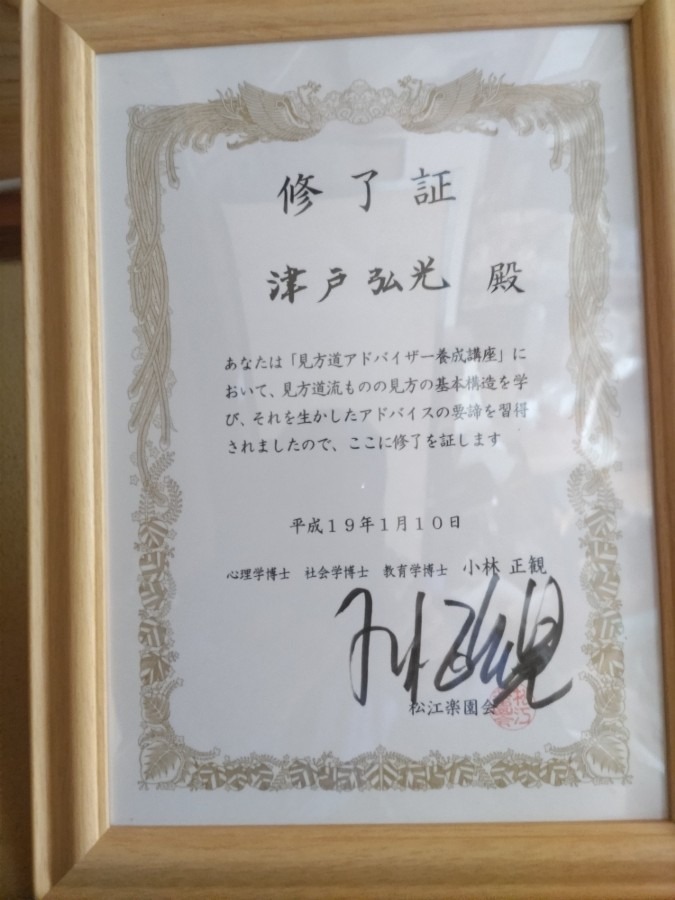 修了証
津戸弘光 殿
あなたは「見方道アドバイザー養成講座」に
おいて、見方道流ものの見方の基本構造を学
び、それを生かしたアドバイスの要諦を習得
されましたので、ここに修了を証します
平成19年1月10日
心理学博士 社会学博士 教育学博士 小林 正観
松江楽園会